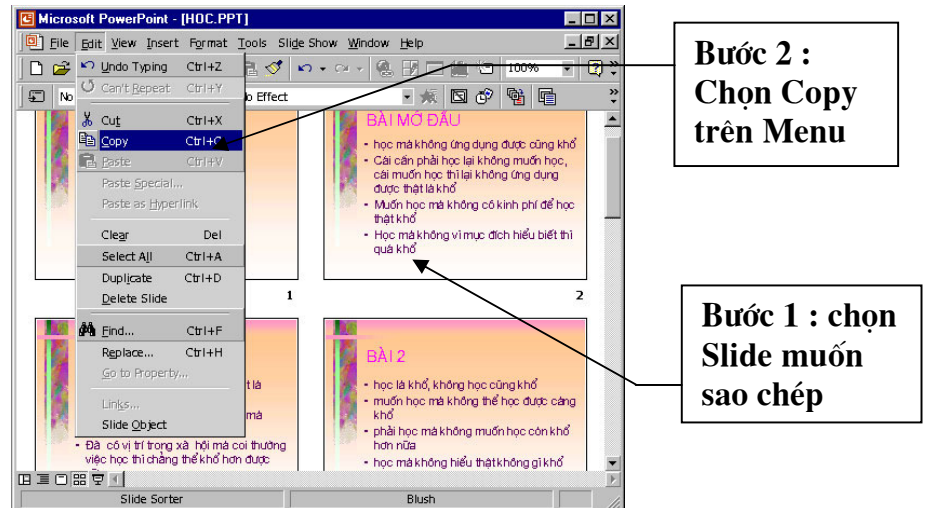 Microsoft PowerPoint - [HOC.PPT]
File Edit View Insert Format Tools Slide Show Window Help
100%
No
o Effect
Undo Typing Ctrl+Z
Can't Repeat Ctrl+Y
Cut Ctrl+X
Copy Ctrl+C
Paste Ctrl+V
Paste Special...
Paste as Hyperlink
Clear Del
Select All Ctrl+A
Duplicate Ctrl+D
Delete Slide
Find... Ctrl+F
Replace... Ctrl+H
Go to Property...
Links...
Slide Object
BÀI MỞ ĐẦU
• học mà không ứng dụng được cũng khổ
• Cái cần phải học lại không muốn học,
cái muốn học thì lại không ứng dụng
được thật là khổ
• Muốn học mà không có kinh phí để học
thật khổ
• Học mà không vì mục đích hiểu biết thì
quá khổ
1
2
t là
mà
• Đã có vị trí trong xã hội mà coi thường
việc học thì chẳng thể khổ hơn được
BÀI 2
• học là khổ, không học cũng khổ
• muốn học mà không thể học được càng
khổ
• phải học mà không muốn học còn khổ
hơn nữa
• học mà không hiểu thật không gì khổ
Slide Sorter
Blush
Bước 2 :
Chọn Copy
trên Menu
Bước 1 : chọn
Slide muốn
sao chép